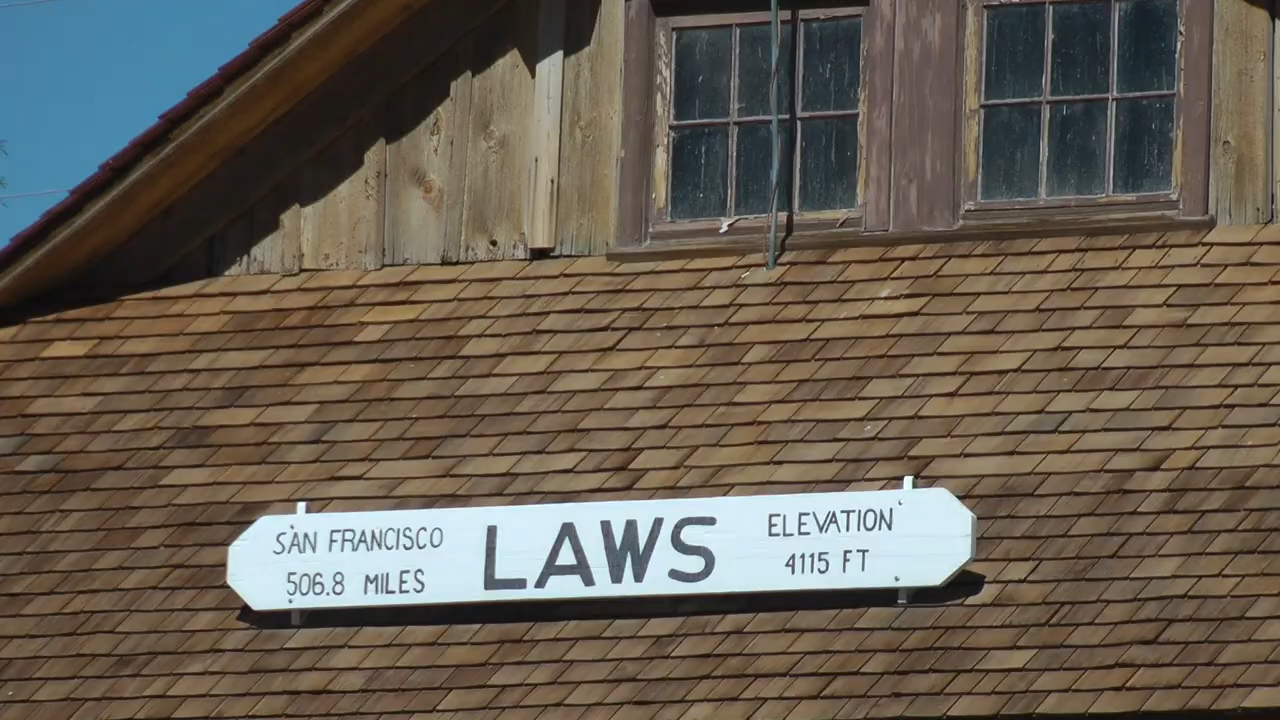 SAN FRANCISCO
506.8 MILES
LAWS
ELEVATION
4115 FT